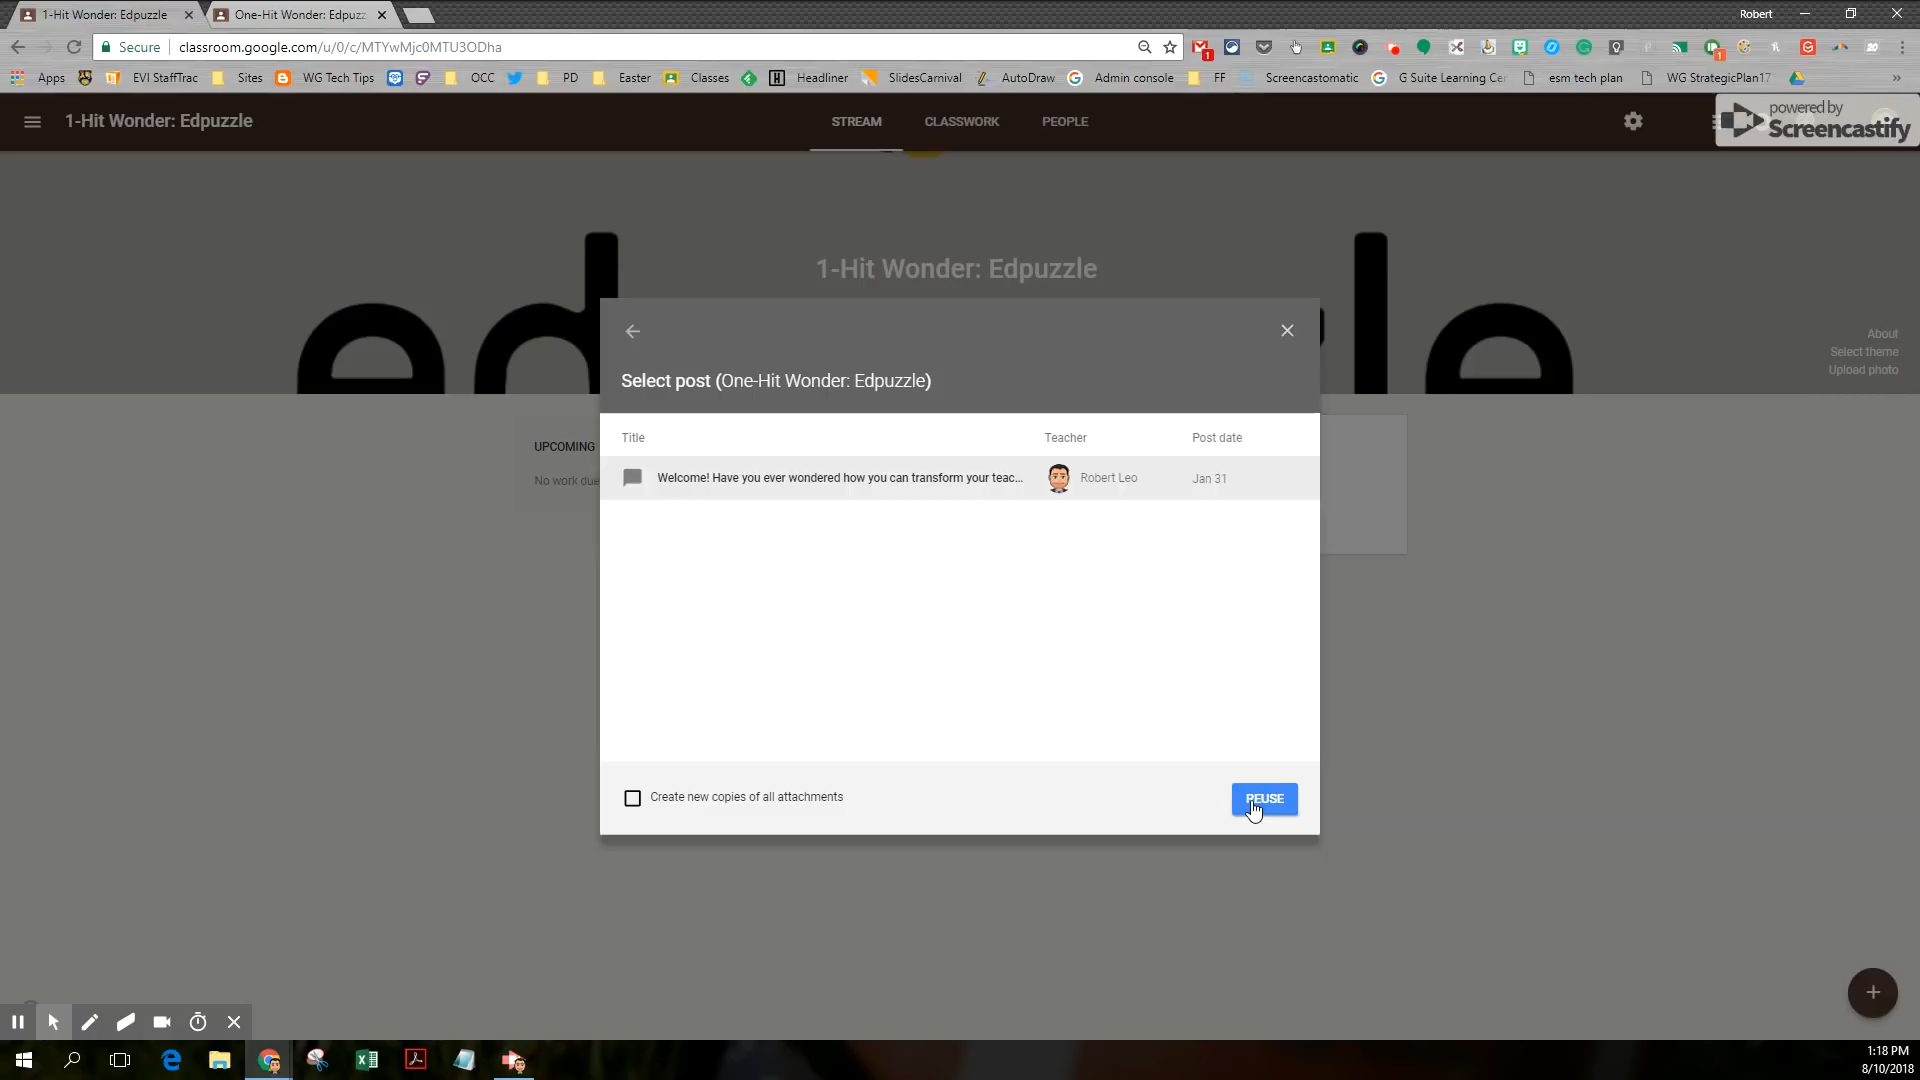 1-Hit Wonder: Edpuzzle
One-Hit Wonder: Edpuzz
Robert
Secure
classroom.google.com/u/0/c/MTYwMjc0MTU3ODha
1
1
20
Apps
EVI StaffTrac
Sites
WG Tech Tips
OCC
PD
Easter
Classes
Headliner
SlidesCarnival
AutoDraw
Admin console
FF
Screencastomatic
G Suite Learning Ce
esm tech plan
WG StrategicPlan17
1-Hit Wonder: Edpuzzle
STREAM
CLASSWORK
PEOPLE
powered by
Screencastify
1-Hit Wonder: Edpuzzle
About
Select theme
Upload photo
Select post (One-Hit Wonder: Edpuzzle)
UPCOMING
No work due
Title
Teacher
Post date
Welcome! Have you ever wondered how you can transform your teac...
Robert Leo
Jan 31
Create new copies of all attachments
REUSE
1:18 PM
8/10/2018